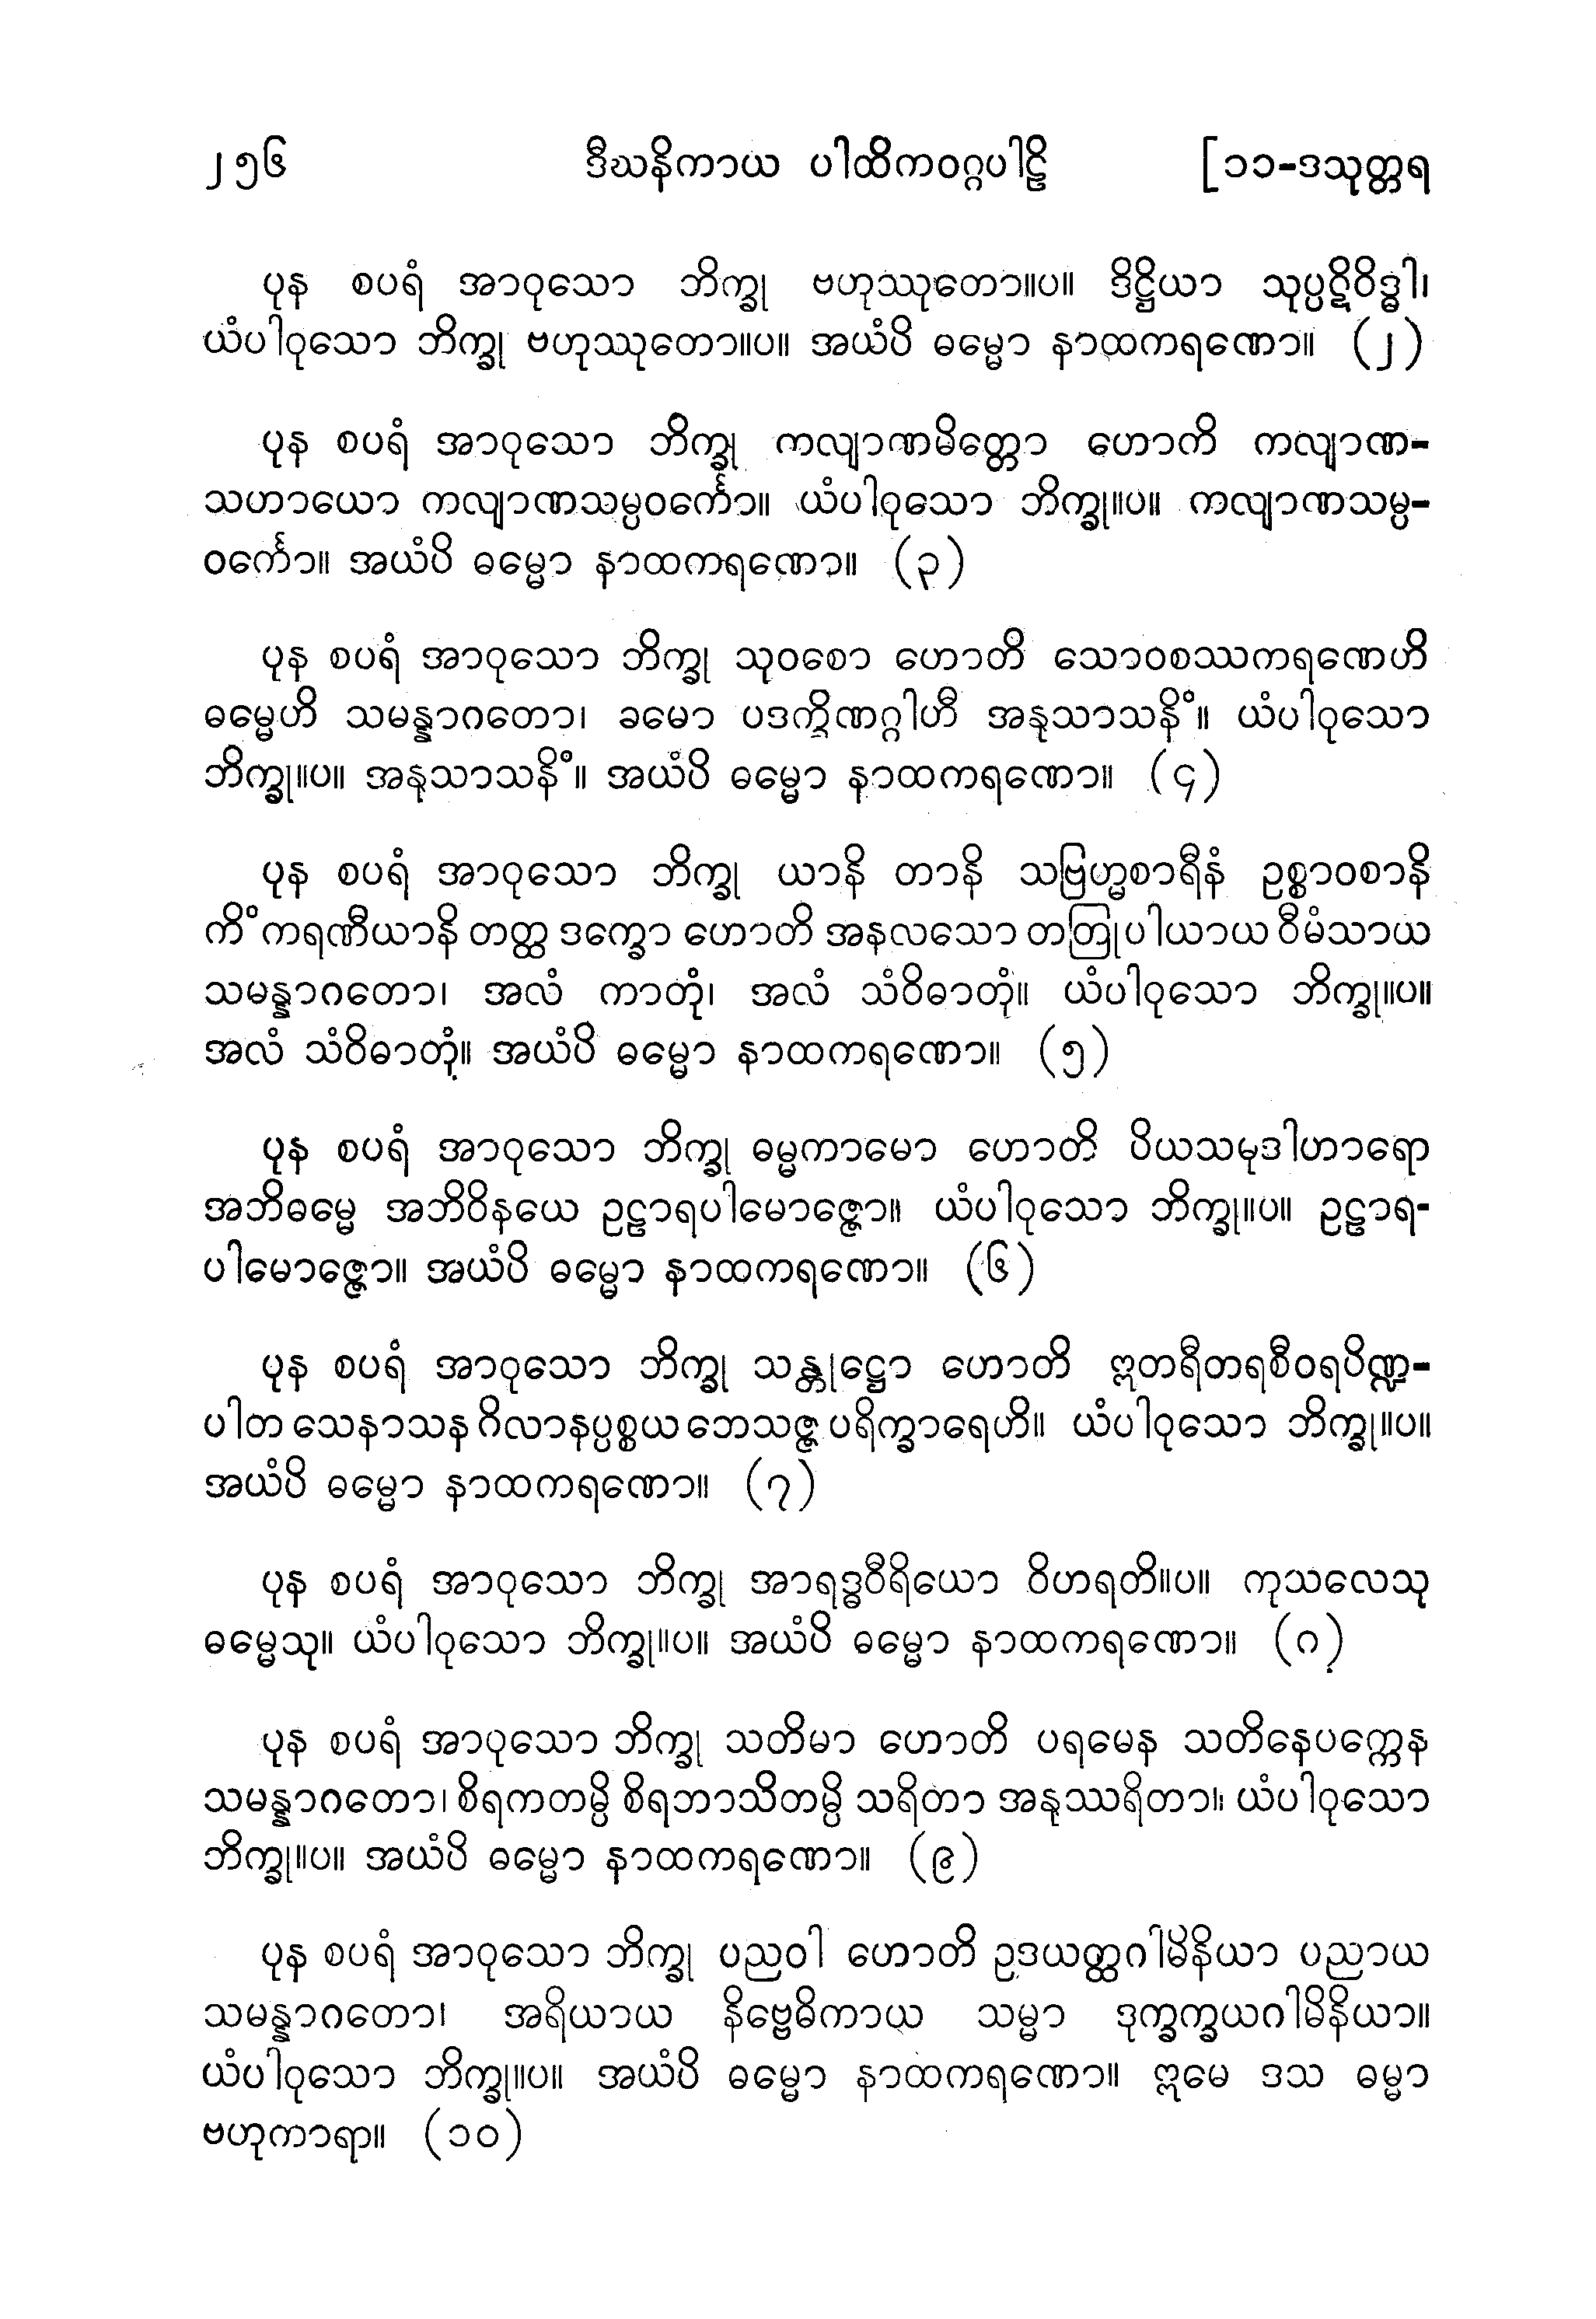 ၂၅၆ ဒီဃနိကာယ ပါထိကဝဂ္ဂပါဠိ [၁၁-ဒသုတ္တရ
ပုန စပရံ အာဝုသော ဘိက္ခု ဗဟုဿုတော။ပ။ ဒိဋ္ဌိယာ သုပ္ပဋိဝိဒ္ဓါ၊
ယံပါဝုသော ဘိက္ခု ဗဟုဿုတော။ပ။ အယံပိ ဓမ္မော နာထကရဏော။ (၂)
ပုန စပရံ အာဝုသော ဘိက္ခု ကလျာဏမိတ္တော ဟောကိ ကလျာဏ-
သဟာယော ကလျာဏသမ္ပဝင်္ကော။ ယံပါဝုသော ဘိက္ခု။ပ။ ကလျာဏသမ္ပ-
ဝင်္ကော။ အယံပိ ဓမ္မော နာထကရဏော။ (၃)
ပုန စပရံ အာဝုသော ဘိက္ခု သုဝစော ဟောတိ သောဝစဿကရဏေဟိ
ဓမ္မေဟိ သမန္နာဂတော၊ ခမော ပဒက္ခိဏဂ္ဂါဟီ အနုသာသနိံ။ ယံပါဝုသော
ဘိက္ခု။ပ။ အနုသာသနိံ။ အယံပိ ဓမ္မော နာထကရဏော။ (၄)
ပုန စပရံ အာဝုသော ဘိက္ခု ယာနိ တာနိ သဗြဟ္မစာရီနံ ဥစ္စာဝစာနိ
ကိံ ကရဏီယာနိ တတ္ထ ဒက္ခော ဟောတိ အနလသော တတြုပါယာယ ဝီမံသာယ
သမန္နာဂတော၊ အလံ ကာတုံ၊ အလံ သံဝိဓာတုံ။ ယံပါဝုသော ဘိက္ခု။ပ။
အလံ သံဝိဓာတုံ။ အယံပိ ဓမ္မော နာထကရဏော။ (၅)
ပုန စပရံ အာဝုသော ဘိက္ခု ဓမ္မကာမော ဟောတိ ပိယသမုဒါဟာရော
အဘိဓမ္မေ အဘိဝိနယေ ဥဠာရပါမောဇ္ဇော။ ယံပါဝုသော ဘိက္ခု။ပ။ ဥဠာရ-
ပါမောဇ္ဇော။ အယံပိ ဓမ္မော နာထကရဏော။ (၆)
ပုန စပရံ အာဝုသော ဘိက္ခု သန္တုဋ္ဌော ဟောတိ ဣတရီတရစီဝရပိဏ္ဍ-
ပါတ သေနာသန ဂိလာနပ္ပစ္စယ ဘေသဇ္ဇ ပရိက္ခာရေဟိ။ ယံပါဝုသော ဘိက္ခု။ပ။
အယံပိ ဓမ္မော နာထကရဏော။ (၇)
ပုန စပရံ အာဝုသော ဘိက္ခု အာရဒ္ဓဝီရိယော ဝိဟရတိ။ပ။ ကုသလေသု
ဓမ္မေသု။ ယံပါဝုသော ဘိက္ခု။ပ။ အယံပိ ဓမ္မော နာထကရဏော။ (၈)
ပုန စပရံ အာဝုသော ဘိက္ခု သတိမာ ဟောတိ ပရမေန သတိနေပက္ကေန
သမန္နာဂတော၊ စိရကတမ္ပိ စိရဘာသိတမ္ပိ သရိတာ အနုဿရိတာ။ ယံပါဝုသော
ဘိက္ခု။ပ။ အယံပိ ဓမ္မော နာထကရဏော။ (၉)
ပုန စပရံ အာဝုသော ဘိက္ခု ပညဝါ ဟောတိ ဥဒယတ္ထဂါမိနိယာ ပညာယ
သမန္နာဂတော၊ အရိယာယ နိဗ္ဗေဓိကာယ သမ္မာ ဒုက္ခက္ခယဂါမိနိယာ။
ယံပါဝုသော ဘိက္ခု။ပ။ အယံပိ ဓမ္မော နာထကရဏော။ ဣမေ ဒသ ဓမ္မာ
ဗဟုကာရာ။ (၁၀)